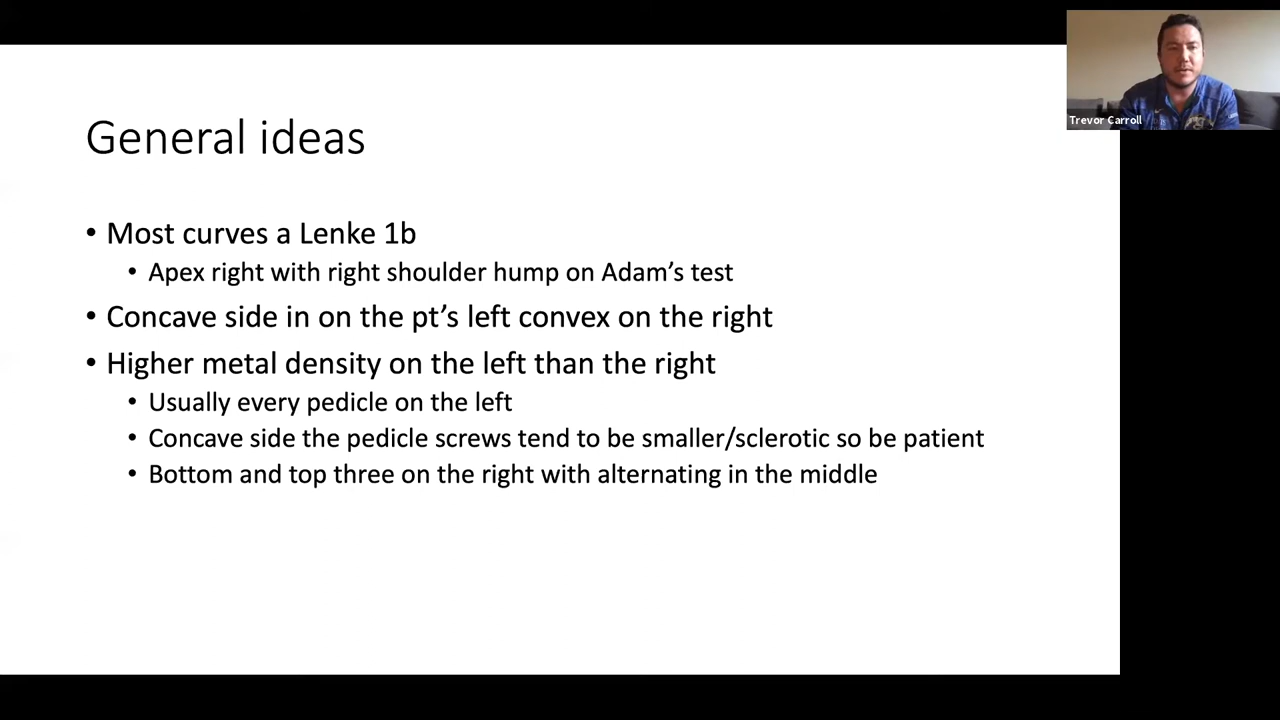 Trevor Carroll
General ideas
• Most curves a Lenke 1b
• Apex right with right shoulder hump on Adam's test
• Concave side in on the pt's left convex on the right
• Higher metal density on the left than the right
• Usually every pedicle on the left
• Concave side the pedicle screws tend to be smaller/sclerotic so be patient
• Bottom and top three on the right with alternating in the middle